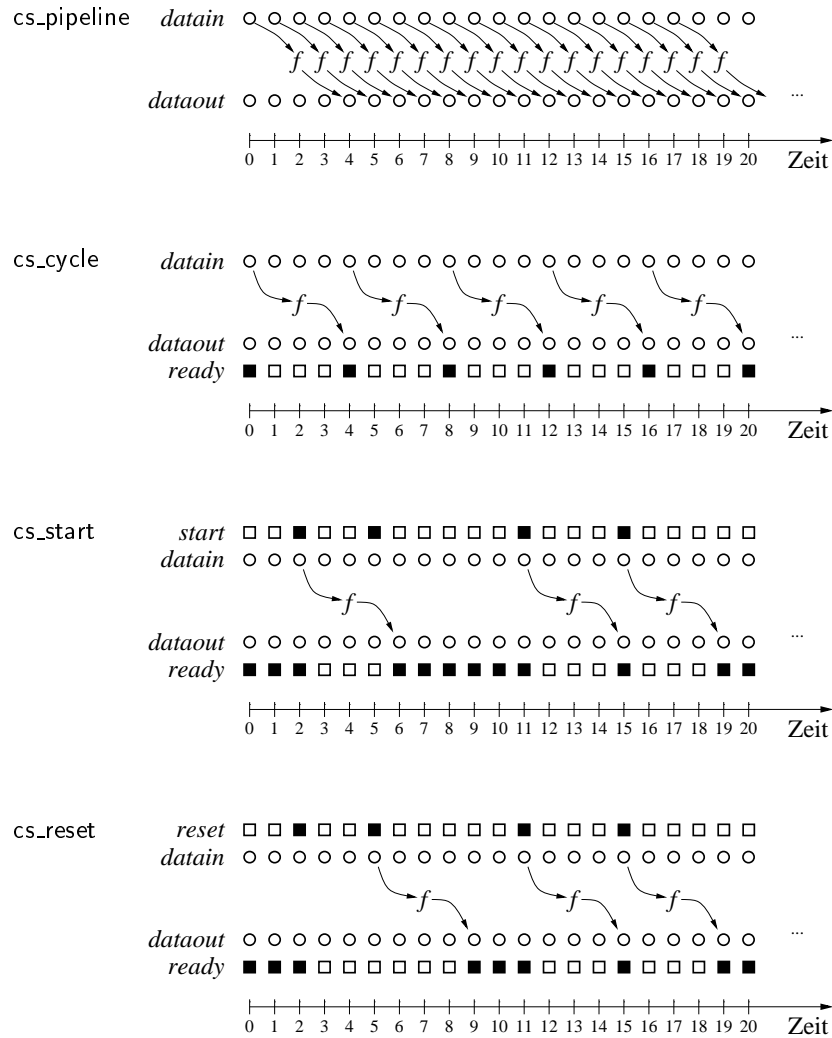 cs_pipeline datain
f f f f f f f f f f f f f f f f f f
dataout ...
0 1 2 3 4 5 6 7 8 9 10 11 12 13 14 15 16 17 18 19 20 Zeit
cs_cycle datain
f f f f f
dataout ...
ready
0 1 2 3 4 5 6 7 8 9 10 11 12 13 14 15 16 17 18 19 20 Zeit
cs_start start
datain
f f f
dataout ...
ready
0 1 2 3 4 5 6 7 8 9 10 11 12 13 14 15 16 17 18 19 20 Zeit
cs_reset reset
datain
f f f
dataout ...
ready
0 1 2 3 4 5 6 7 8 9 10 11 12 13 14 15 16 17 18 19 20 Zeit